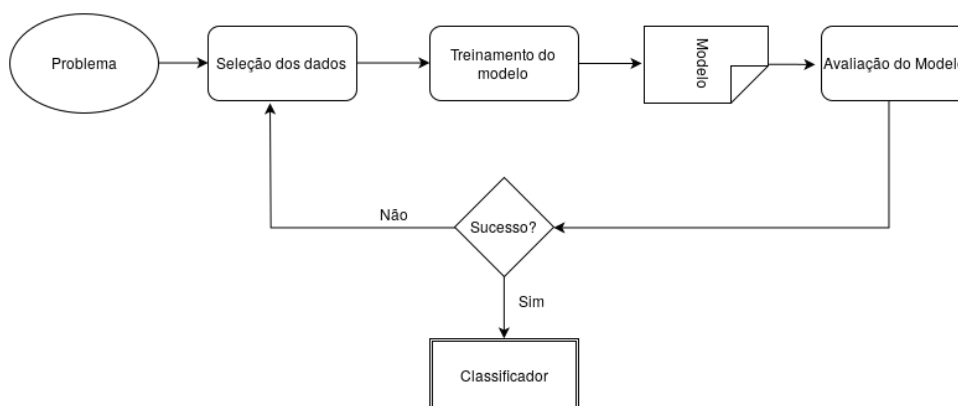 Problema
Seleção dos dados
Treinamento do
modelo
Modelo
Avaliação do Modelo
Não
Sucesso?
Sim
Classificador